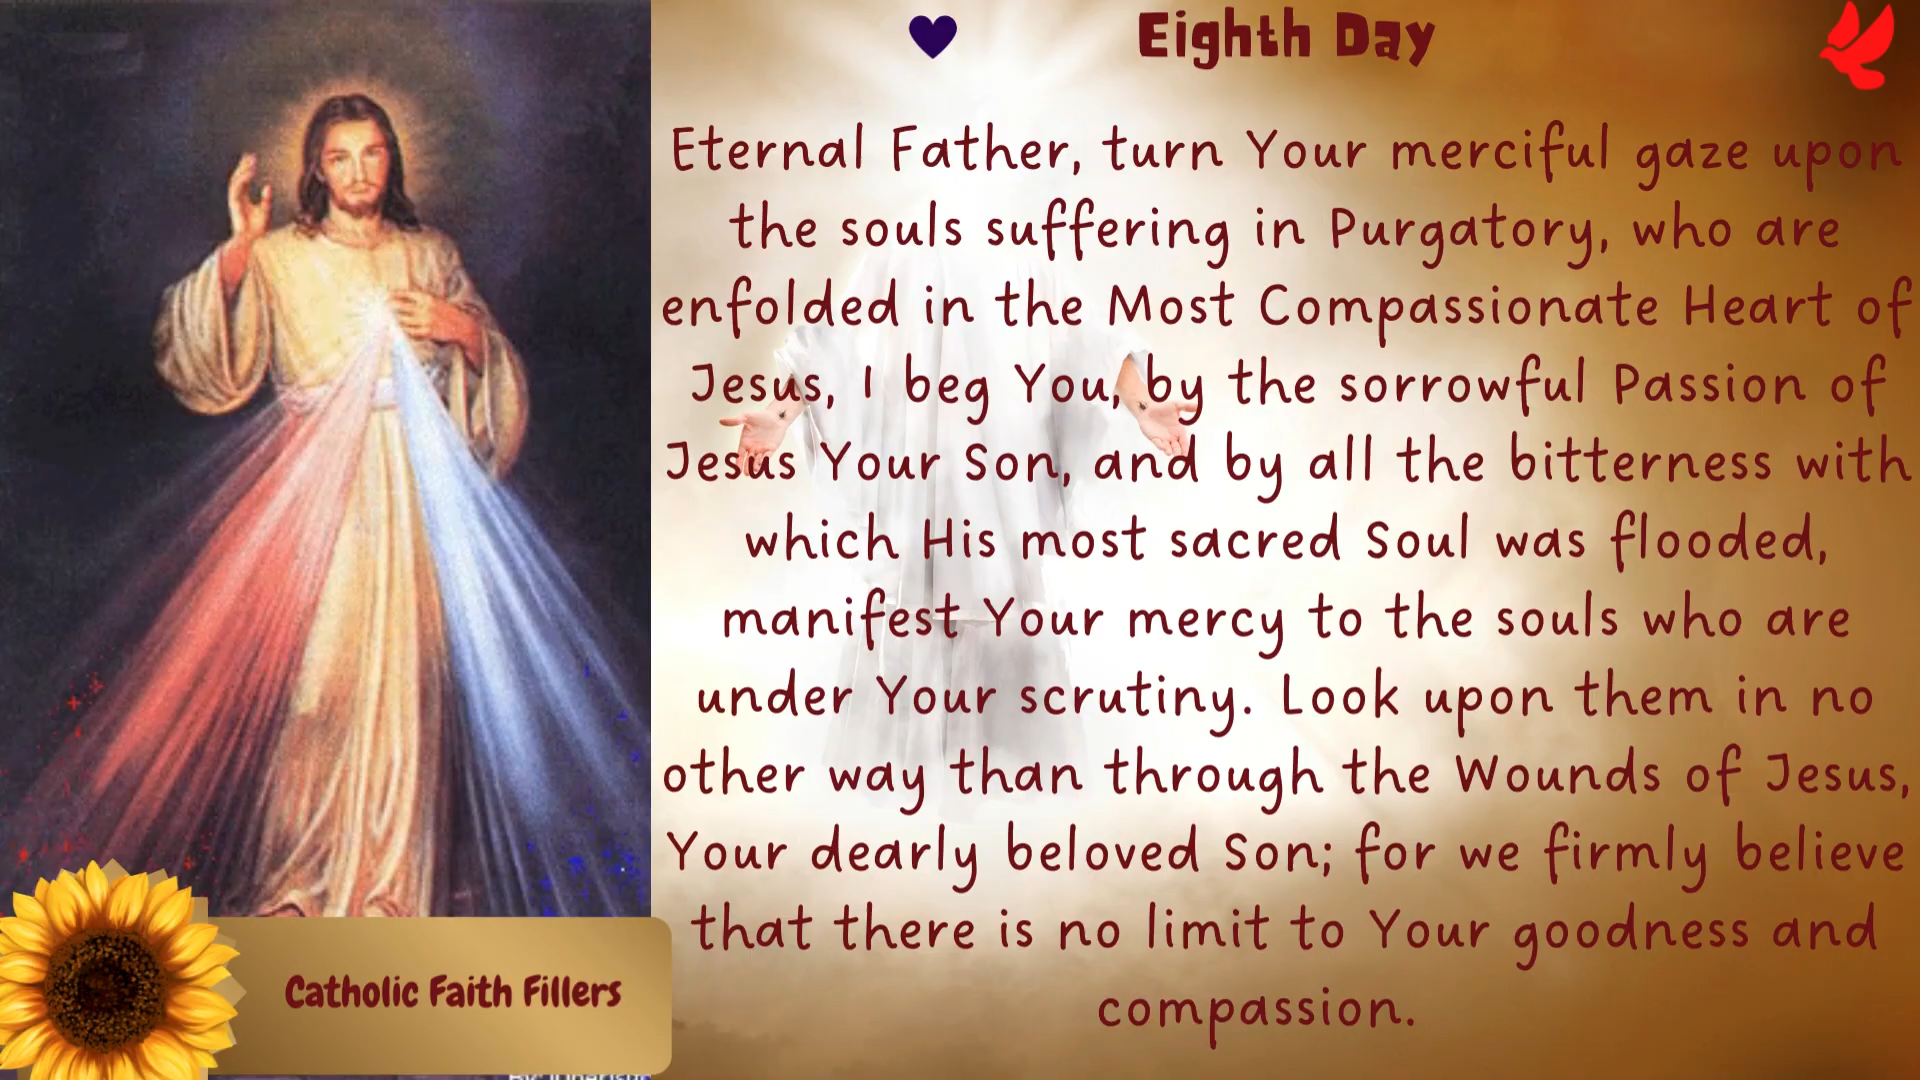 Eighth Day
Eternal Father, turn Your merciful gaze upon
the souls suffering in Purgatory, who are
enfolded in the Most Compassionate Heart of
Jesus, I beg You, by the sorrowful Passion of
Jesus Your Son, and by all the bitterness with
which His most sacred Soul was flooded,
manifest Your mercy to the souls who are
under Your scrutiny. Look upon them in no
other way than through the Wounds of Jesus,
Your dearly beloved Son; for we firmly believe
that there is no limit to Your goodness and
compassion.
Catholic Faith Fillers